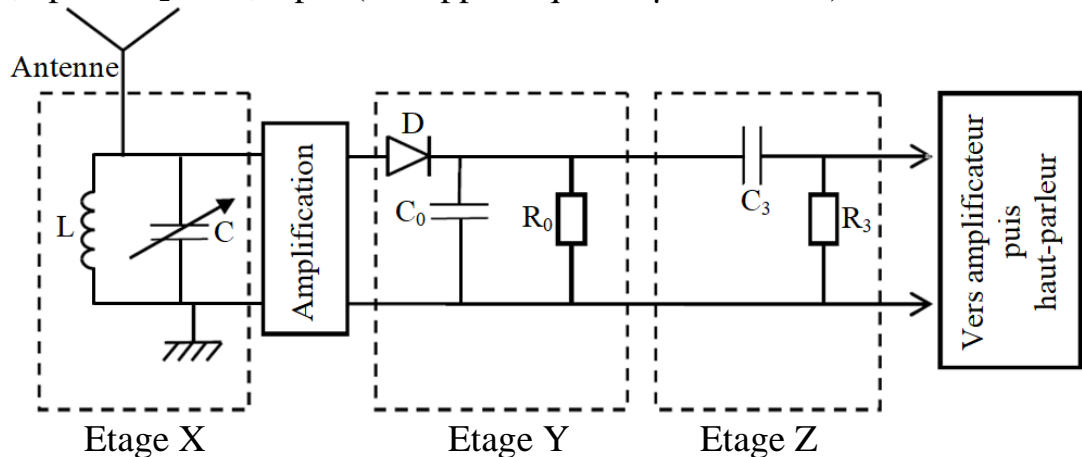 Antenne
L
C
Etage X
Amplification
D
C₀
R₀
Etage Y
C₃
R₃
Etage Z
Vers amplificateur
puis
haut-parleur